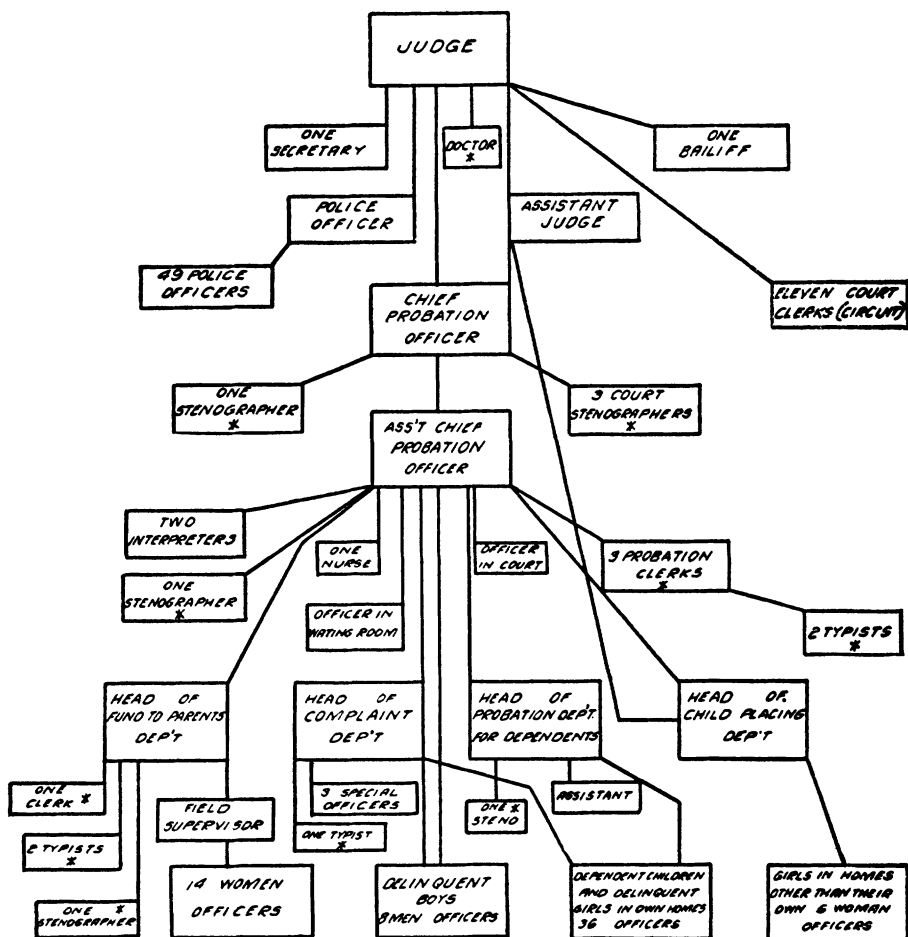 JUDGE
ONE
SECRETARY
DOCTOR
*
ONE
BAILIFF
POLICE
OFFICER
ASSISTANT
JUDGE
49 POLICE
OFFICERS
ELEVEN COURT
CLERKS (CIRCUIT)
CHIEF
PROBATION
OFFICER
ONE
STENOGRAPHER
*
3 COURT
STENOGRAPHERS
*
ASS'T CHIEF
PROBATION
OFFICER
TWO
INTERPRETERS
ONE
NURSE
OFFICER
IN COURT
3 PROBATION
CLERKS
*
ONE
STENOGRAPHER
*
OFFICER IN
WATING ROOM
2 TYPISTS
*
HEAD OF
FUND TO PARENTS
DEP'T
HEAD OF
COMPLAINT
DEP'T
HEAD OF
PROBATION DEP'T.
FOR DEPENDENTS
HEAD OF.
CHILD PLACING
DEP'T
ONE
CLERK *
FIELD
SUPERVISOR
3 SPECIAL
OFFICERS
ONE *
STENO
ASSISTANT
2 TYPISTS
*
ONE TYPIST
*
ONE *
STENOGRAPHER
14 WOMEN
OFFICERS
DELINQUENT
BOYS
8 MEN OFFICERS
DEPENDENT CHILDREN
AND DELINQUENT
GIRLS IN OWN HOMES
36 OFFICERS
GIRLS IN HOMES
OTHER THAN THEIR
OWN 6 WOMAN
OFFICERS